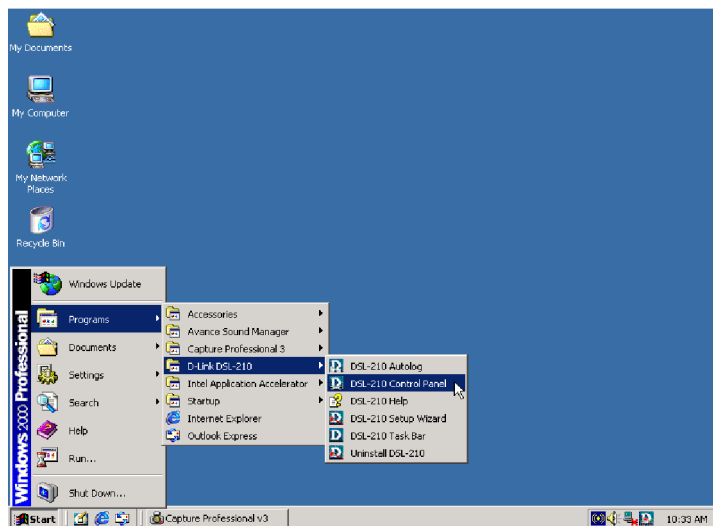 My Documents
My Computer
My Network
Places
Recycle Bin
Windows 2000 Professional
Windows Update
Programs
Documents
Settings
Search
Help
Run...
Shut Down...
Accessories
Avance Sound Manager
Capture Professional 3
D-Link DSL-210
Intel Application Accelerator
Startup
Internet Explorer
Outlook Express
DSL-210 Autolog
DSL-210 Control Panel
DSL-210 Help
DSL-210 Setup Wizard
DSL-210 Task Bar
Uninstall DSL-210
Start
Capture Professional v3
10:33 AM